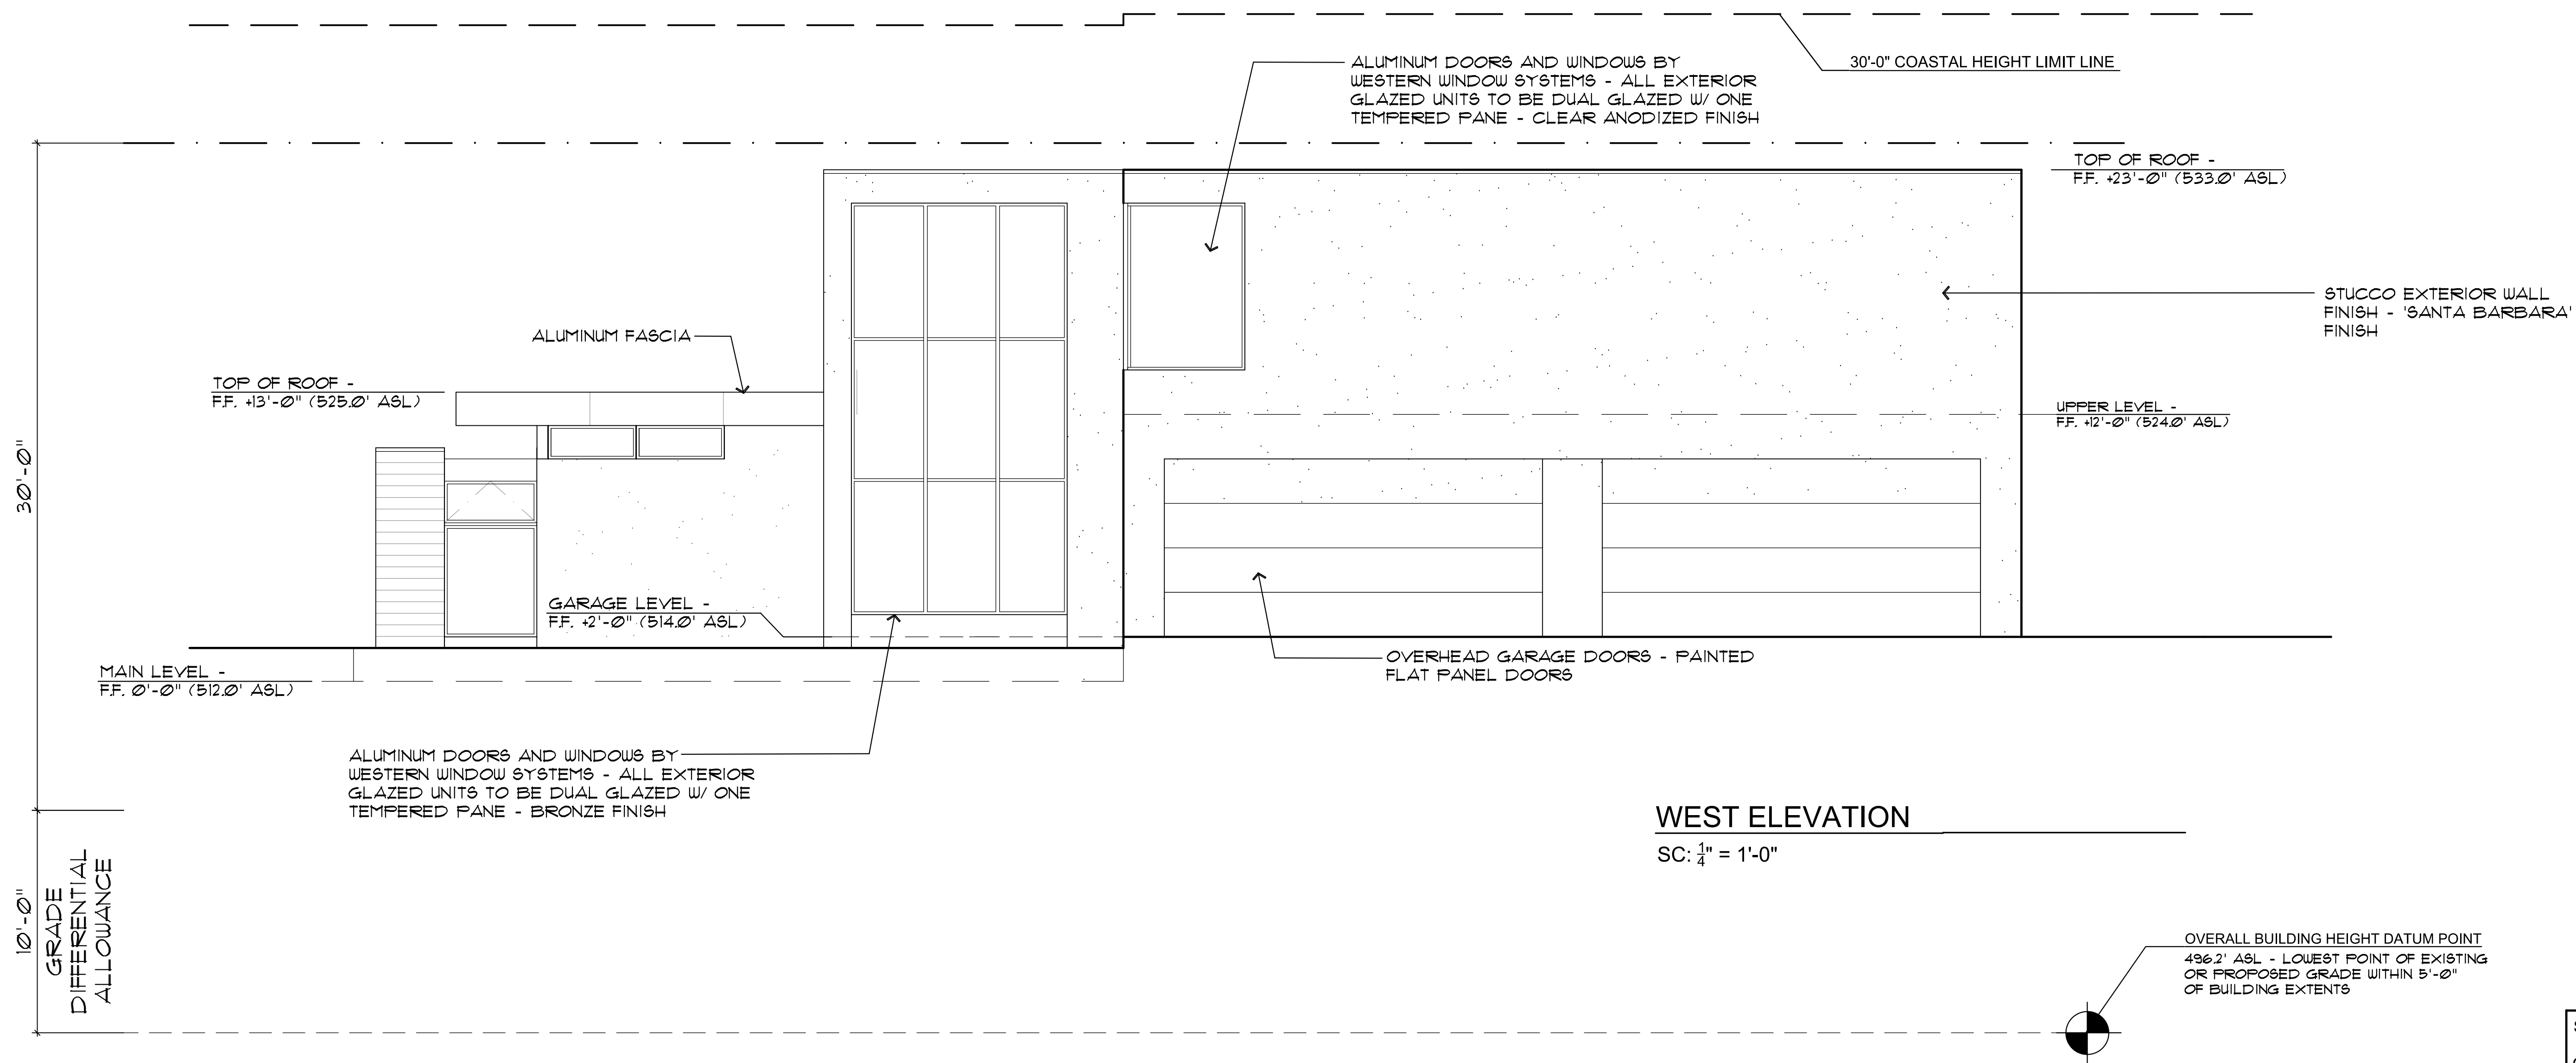 30'-0" COASTAL HEIGHT LIMIT LINE
ALUMINUM DOORS AND WINDOWS BY
WESTERN WINDOW SYSTEMS - ALL EXTERIOR
GLAZED UNITS TO BE DUAL GLAZED W/ ONE
TEMPERED PANE - CLEAR ANODIZED FINISH
TOP OF ROOF -
F.F. +23'-0" (533.0' ASL)
STUCCO EXTERIOR WALL
FINISH - 'SANTA BARBARA'
FINISH
ALUMINUM FASCIA
TOP OF ROOF -
F.F. +13'-0" (525.0' ASL)
UPPER LEVEL -
F.F. +12'-0" (524.0' ASL)
30'-0"
GARAGE LEVEL -
F.F. +2'-0" (514.0' ASL)
MAIN LEVEL -
F.F. 0'-0" (512.0' ASL)
OVERHEAD GARAGE DOORS - PAINTED
FLAT PANEL DOORS
ALUMINUM DOORS AND WINDOWS BY
WESTERN WINDOW SYSTEMS - ALL EXTERIOR
GLAZED UNITS TO BE DUAL GLAZED W/ ONE
TEMPERED PANE - BRONZE FINISH
WEST ELEVATION
SC: 1/4" = 1'-0"
10'-0"
GRADE
DIFFERENTIAL
ALLOWANCE
OVERALL BUILDING HEIGHT DATUM POINT
496.2' ASL - LOWEST POINT OF EXISTING
OR PROPOSED GRADE WITHIN 5'-0"
OF BUILDING EXTENTS